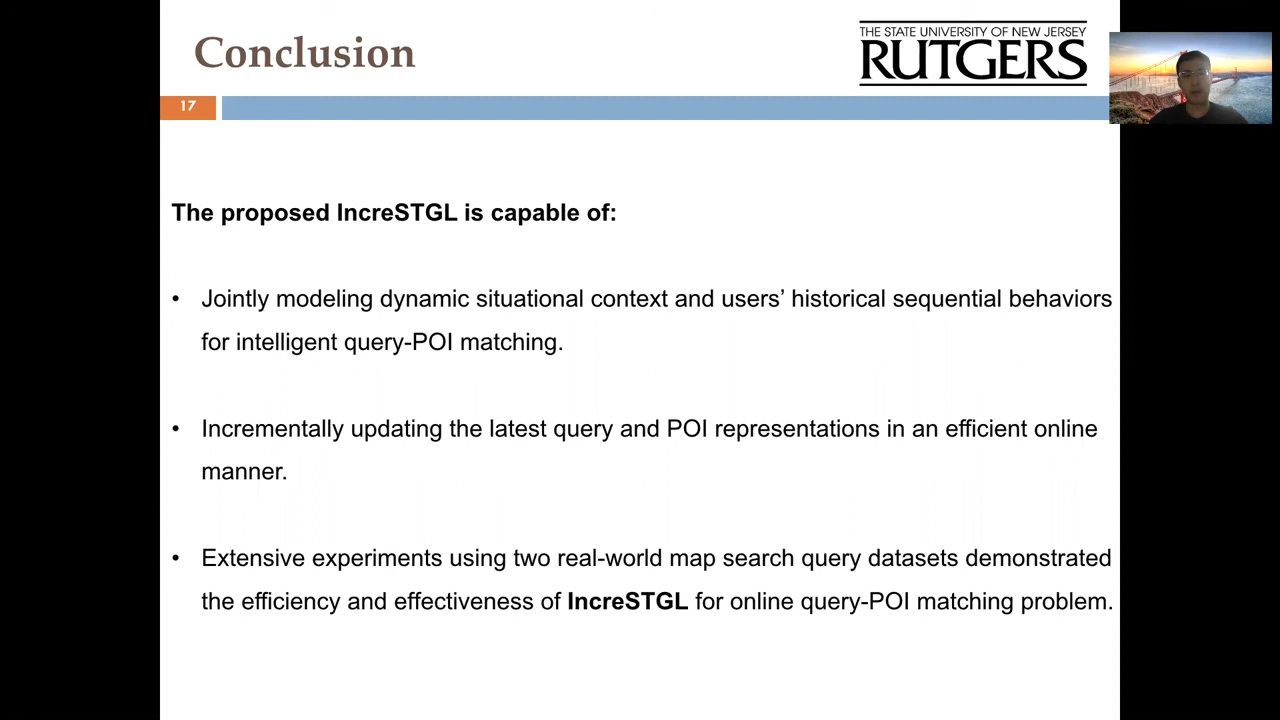 Conclusion
THE STATE UNIVERSITY OF NEW JERSEY
RUTGERS
17
The proposed IncreSTGL is capable of:
• Jointly modeling dynamic situational context and users’ historical sequential behaviors
for intelligent query-POI matching.
• Incrementally updating the latest query and POI representations in an efficient online
manner.
• Extensive experiments using two real-world map search query datasets demonstrated
the efficiency and effectiveness of IncreSTGL for online query-POI matching problem.